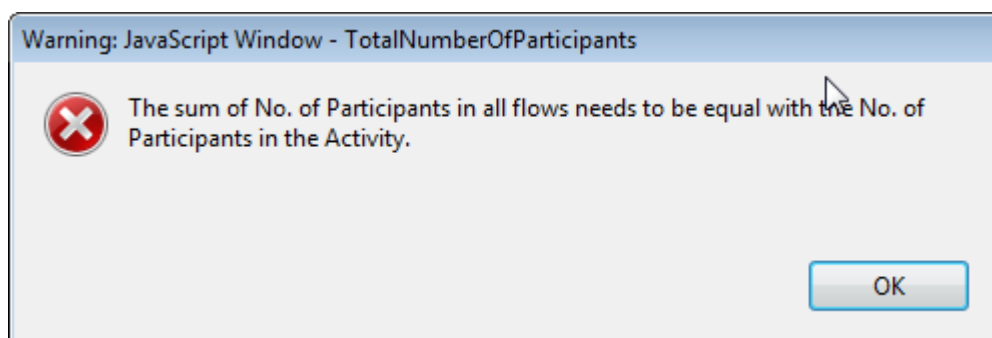 Warning: JavaScript Window - TotalNumberOfParticipants
The sum of No. of Participants in all flows needs to be equal with the No. of
Participants in the Activity.
OK